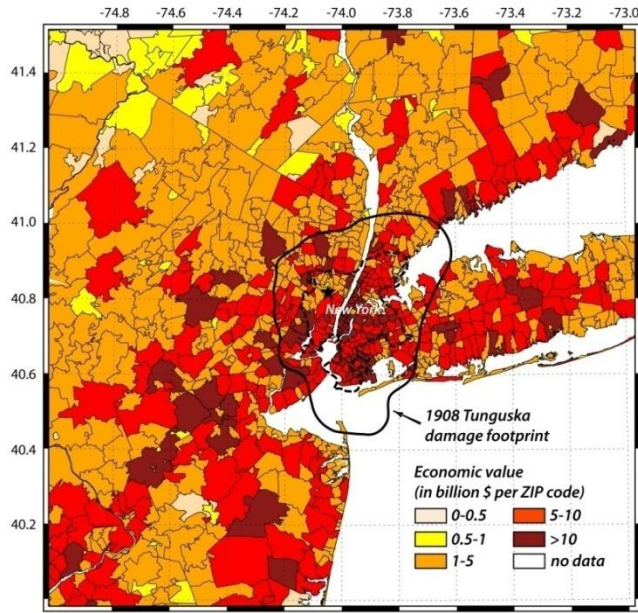 -74.8 -74.6 -74.4 -74.2 -74.0 -73.8 -73.6 -73.4 -73.2 -73.0
41.4
41.2
41.0
40.8
40.6
40.4
40.2
New York
1908 Tunguska
damage footprint
Economic value
(in billion $ per ZIP code)
0-0.5 5-10
0.5-1 >10
1-5 no data